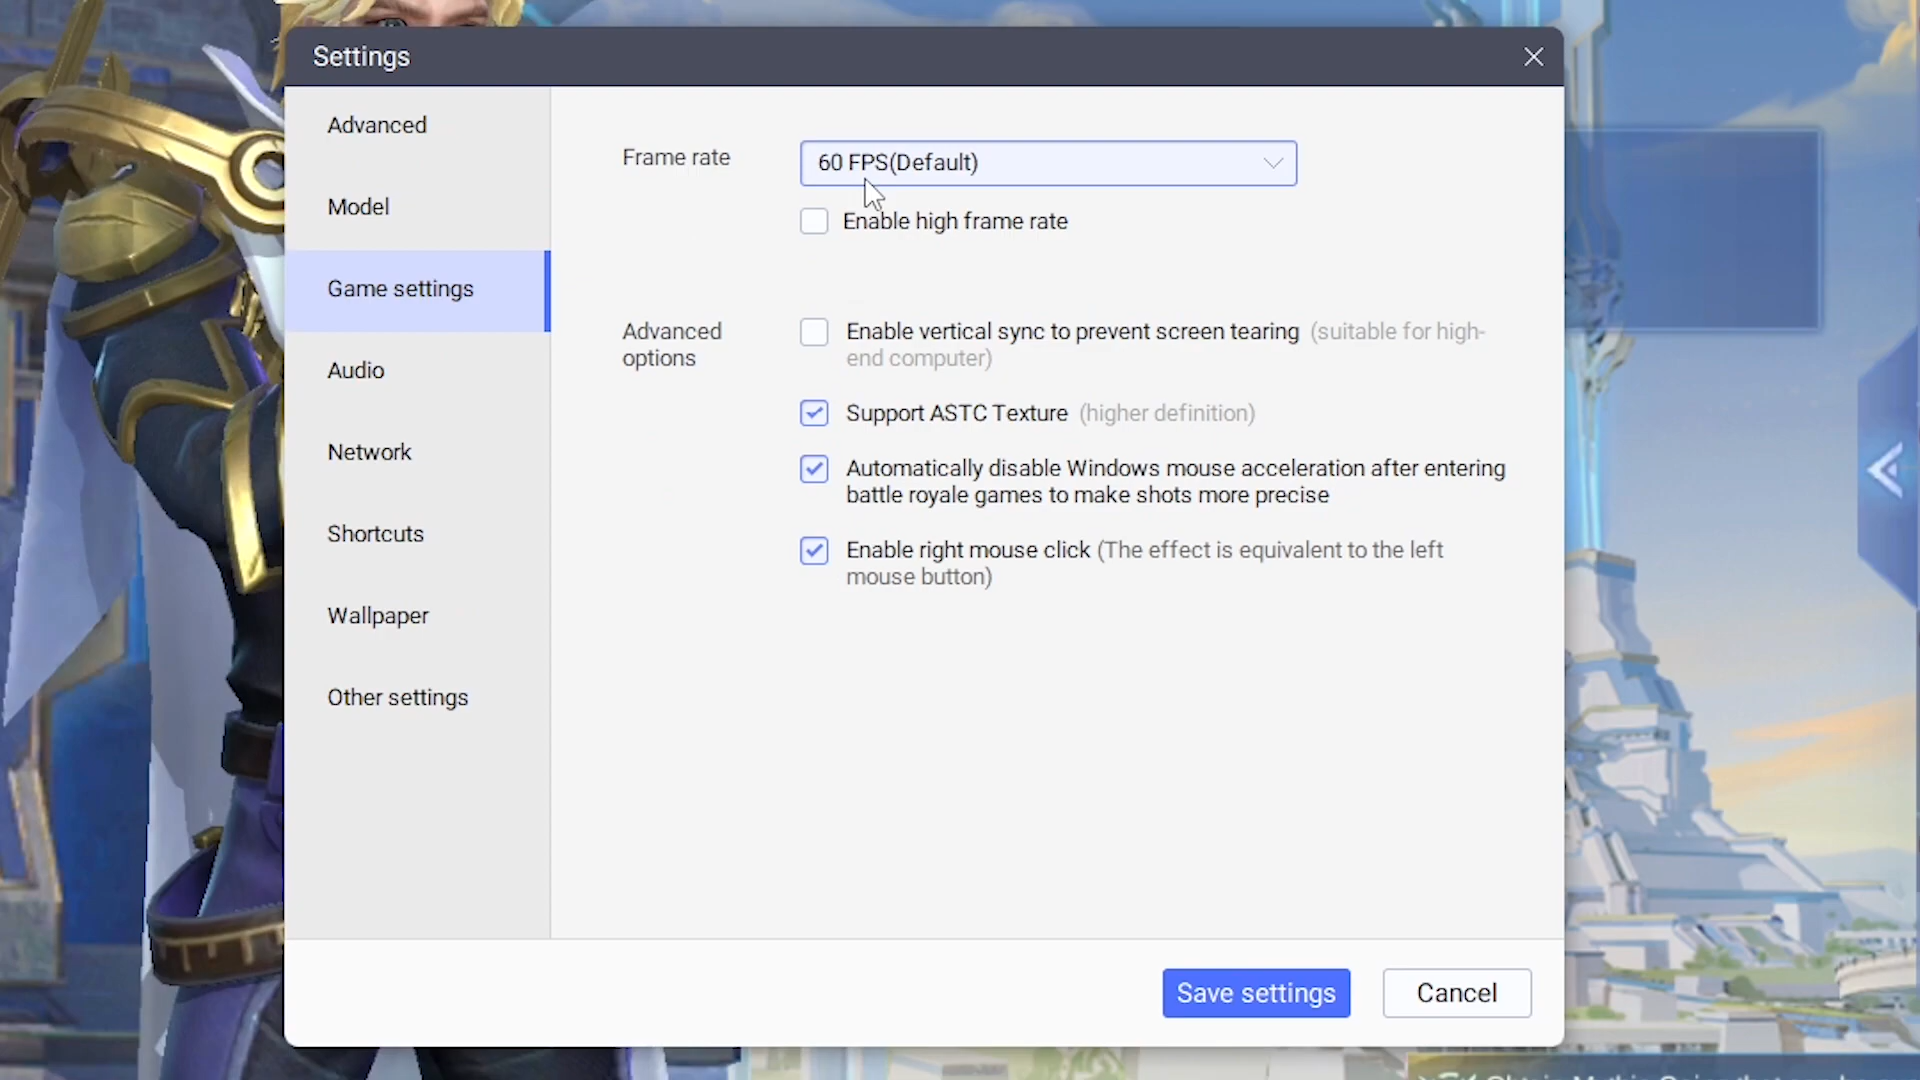 Settings
Advanced
Model
Game settings
Audio
Network
Shortcuts
Wallpaper
Other settings
Frame rate
60 FPS(Default)
Enable high frame rate
Advanced
options
Enable vertical sync to prevent screen tearing (suitable for high-
end computer)
Support ASTC Texture (higher definition)
Automatically disable Windows mouse acceleration after entering
battle royale games to make shots more precise
Enable right mouse click (The effect is equivalent to the left
mouse button)
Save settings
Cancel